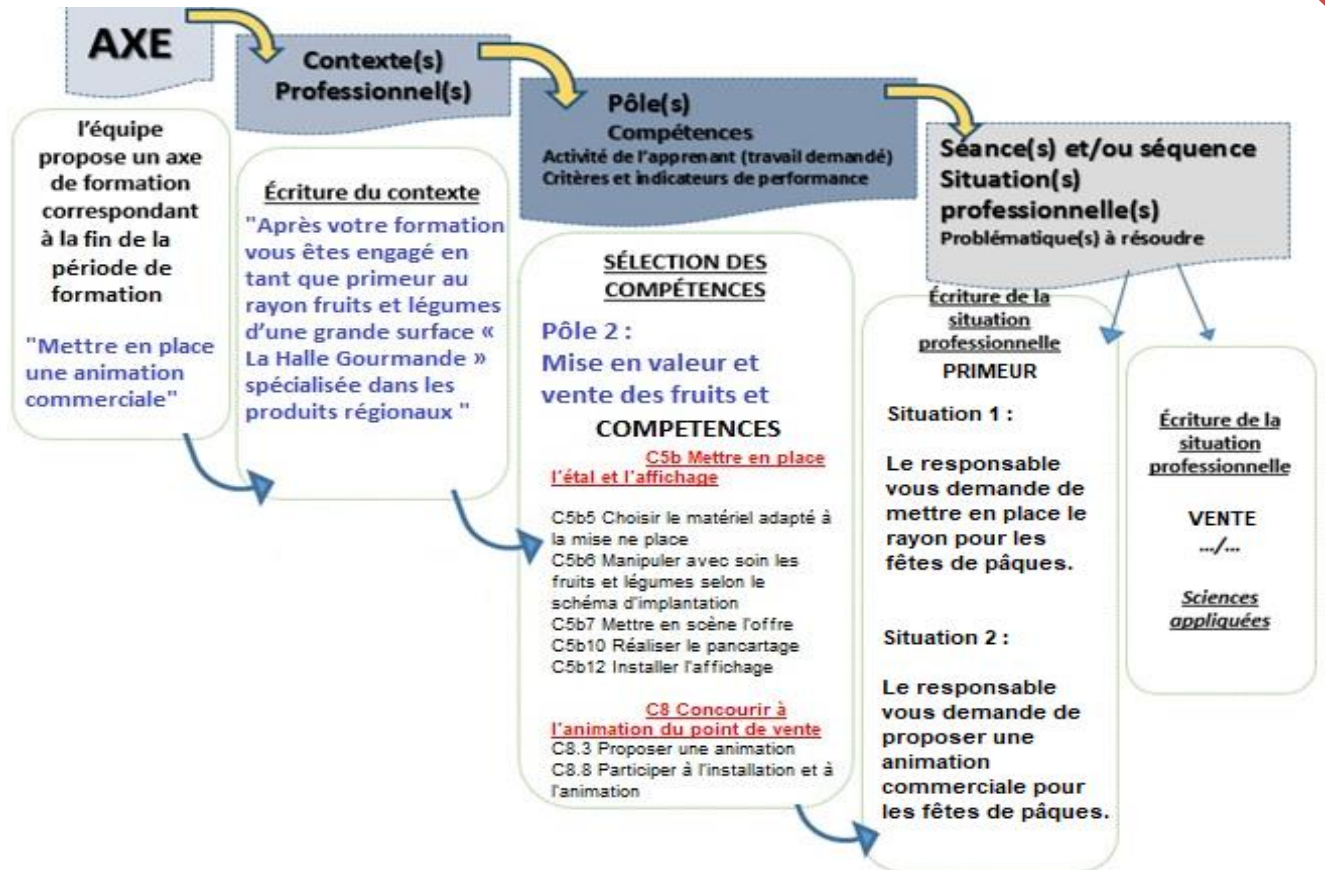 AXE
l'équipe
propose un axe
de formation
correspondant
à la fin de la
période de
formation
"Mettre en place
une animation
commerciale"
Contexte(s)
Professionnel(s)
Écriture du contexte
"Après votre formation
vous êtes engagé en
tant que primeur au
rayon fruits et légumes
d'une grande surface «
La Halle Gourmande »
spécialisée dans les
produits régionaux "
Pôle(s)
Compétences
Activité de l'apprenant (travail demandé)
Critères et indicateurs de performance
SÉLECTION DES
COMPÉTENCES
Pôle 2 :
Mise en valeur et
vente des fruits et
COMPETENCES
C5b Mettre en place
l'étal et l'affichage
C5b5 Choisir le matériel adapté à
la mise ne place
C5b6 Manipuler avec soin les
fruits et légumes selon le
schéma d'implantation
C5b7 Mettre en scène l'offre
C5b10 Réaliser le pancartage
C5b12 Installer l'affichage
C8 Concourir à
l'animation du point de vente
C8.3 Proposer une animation
C8.8 Participer à l'installation et à
l'animation
Séance(s) et/ou séquence
Situation(s)
professionnelle(s)
Problématique(s) à résoudre
Écriture de la
situation
professionnelle
PRIMEUR
Situation 1 :
Le responsable
vous demande de
mettre en place le
rayon pour les
fêtes de pâques.
Situation 2 :
Le responsable
vous demande de
proposer une
animation
commerciale pour
les fêtes de pâques.
Écriture de la
situation
professionnelle
VENTE
.../...
Sciences
appliquées